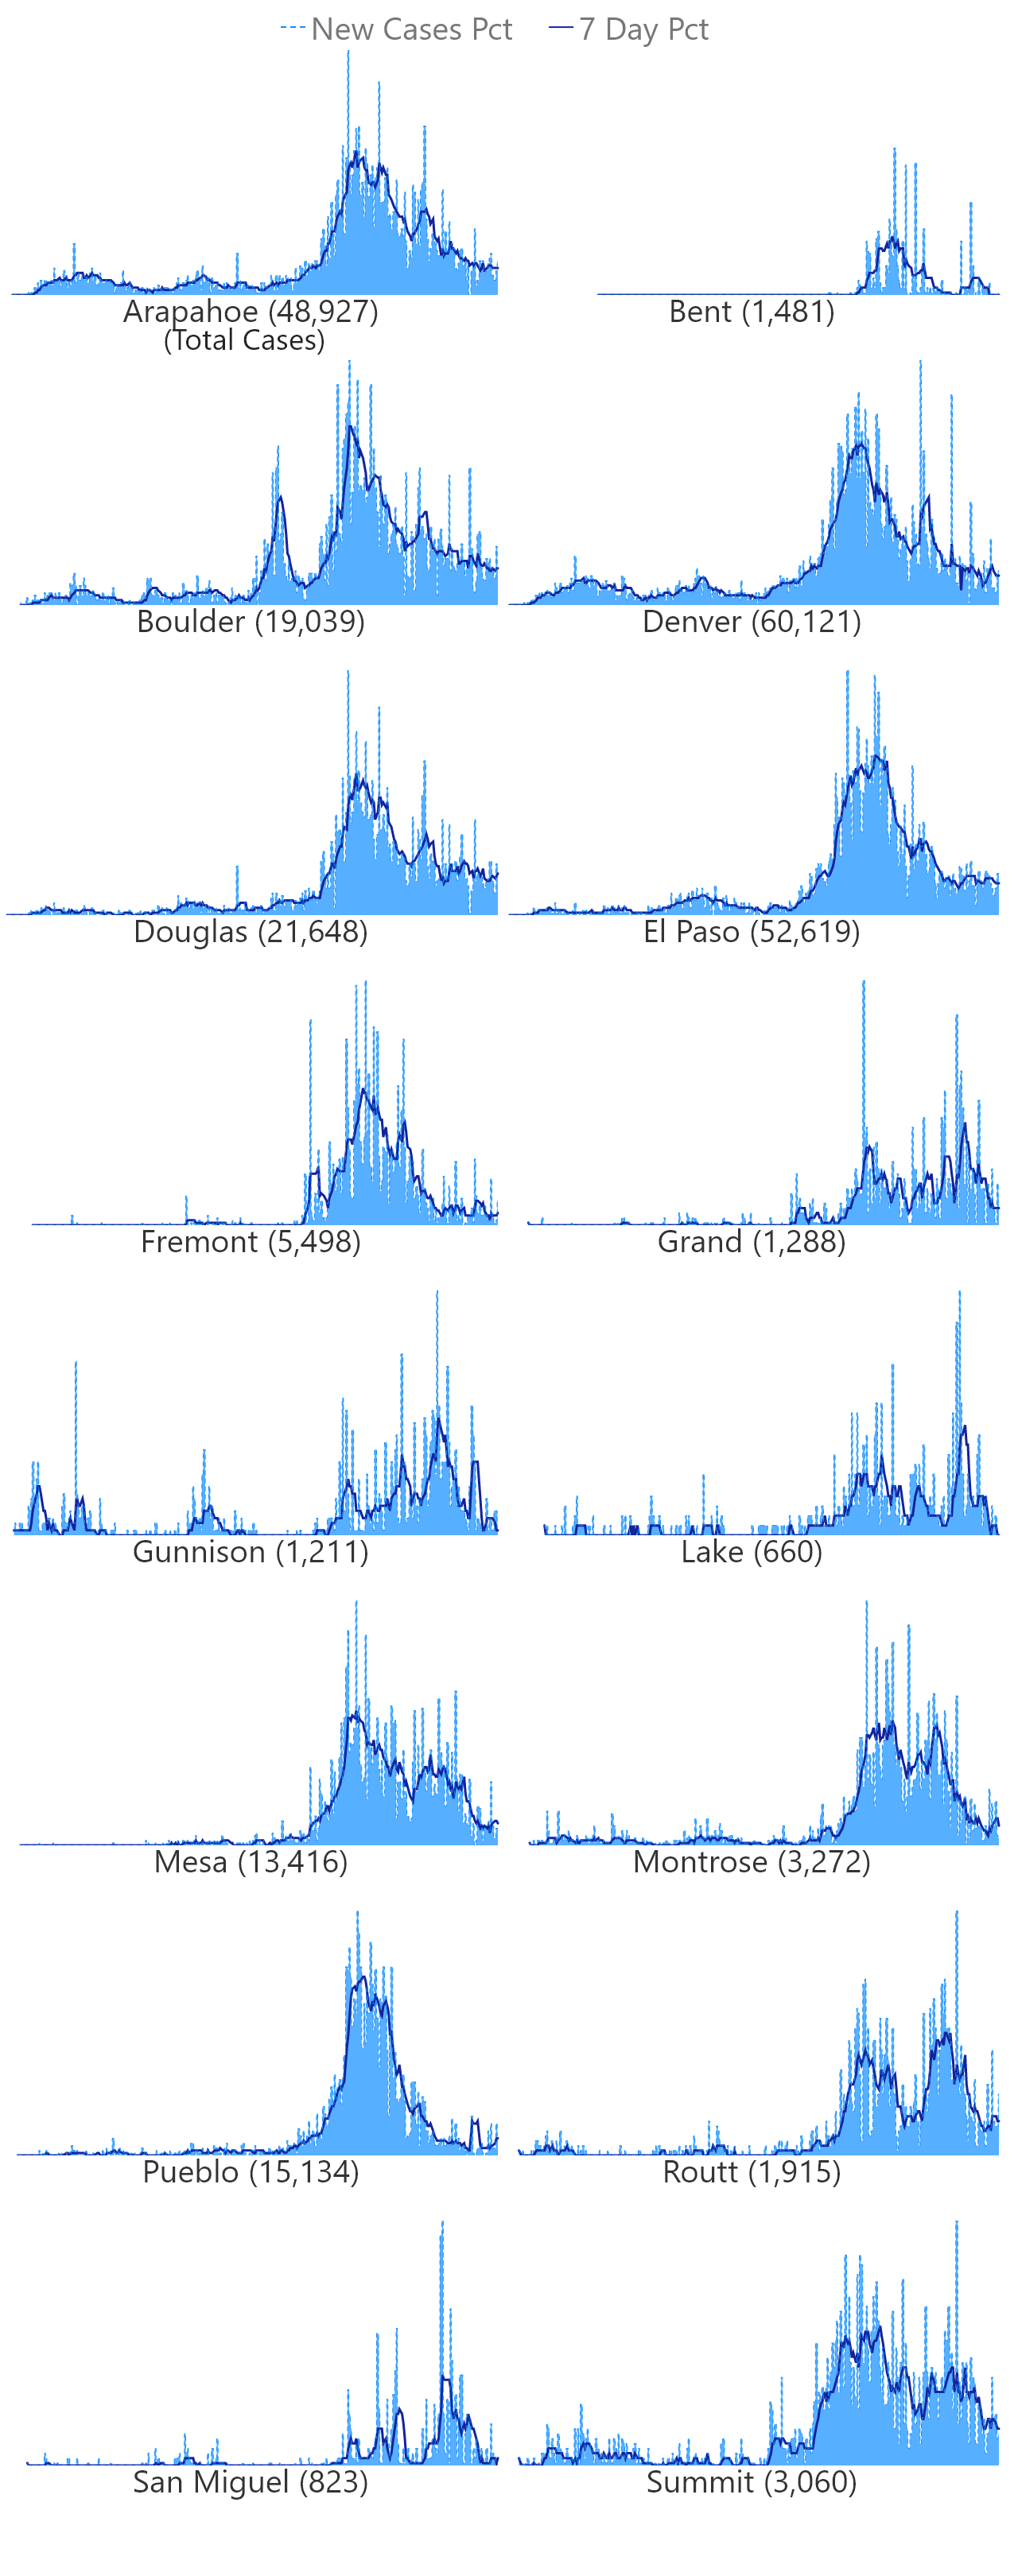 New Cases Pct 7 Day Pct
Arapahoe (48,927) Bent (1,481)
(Total Cases)
Boulder (19,039) Denver (60,121)
Douglas (21,648) El Paso (52,619)
Fremont (5,498) Grand (1,288)
Gunnison (1,211) Lake (660)
Mesa (13,416) Montrose (3,272)
Pueblo (15,134) Routt (1,915)
San Miguel (823) Summit (3,060)